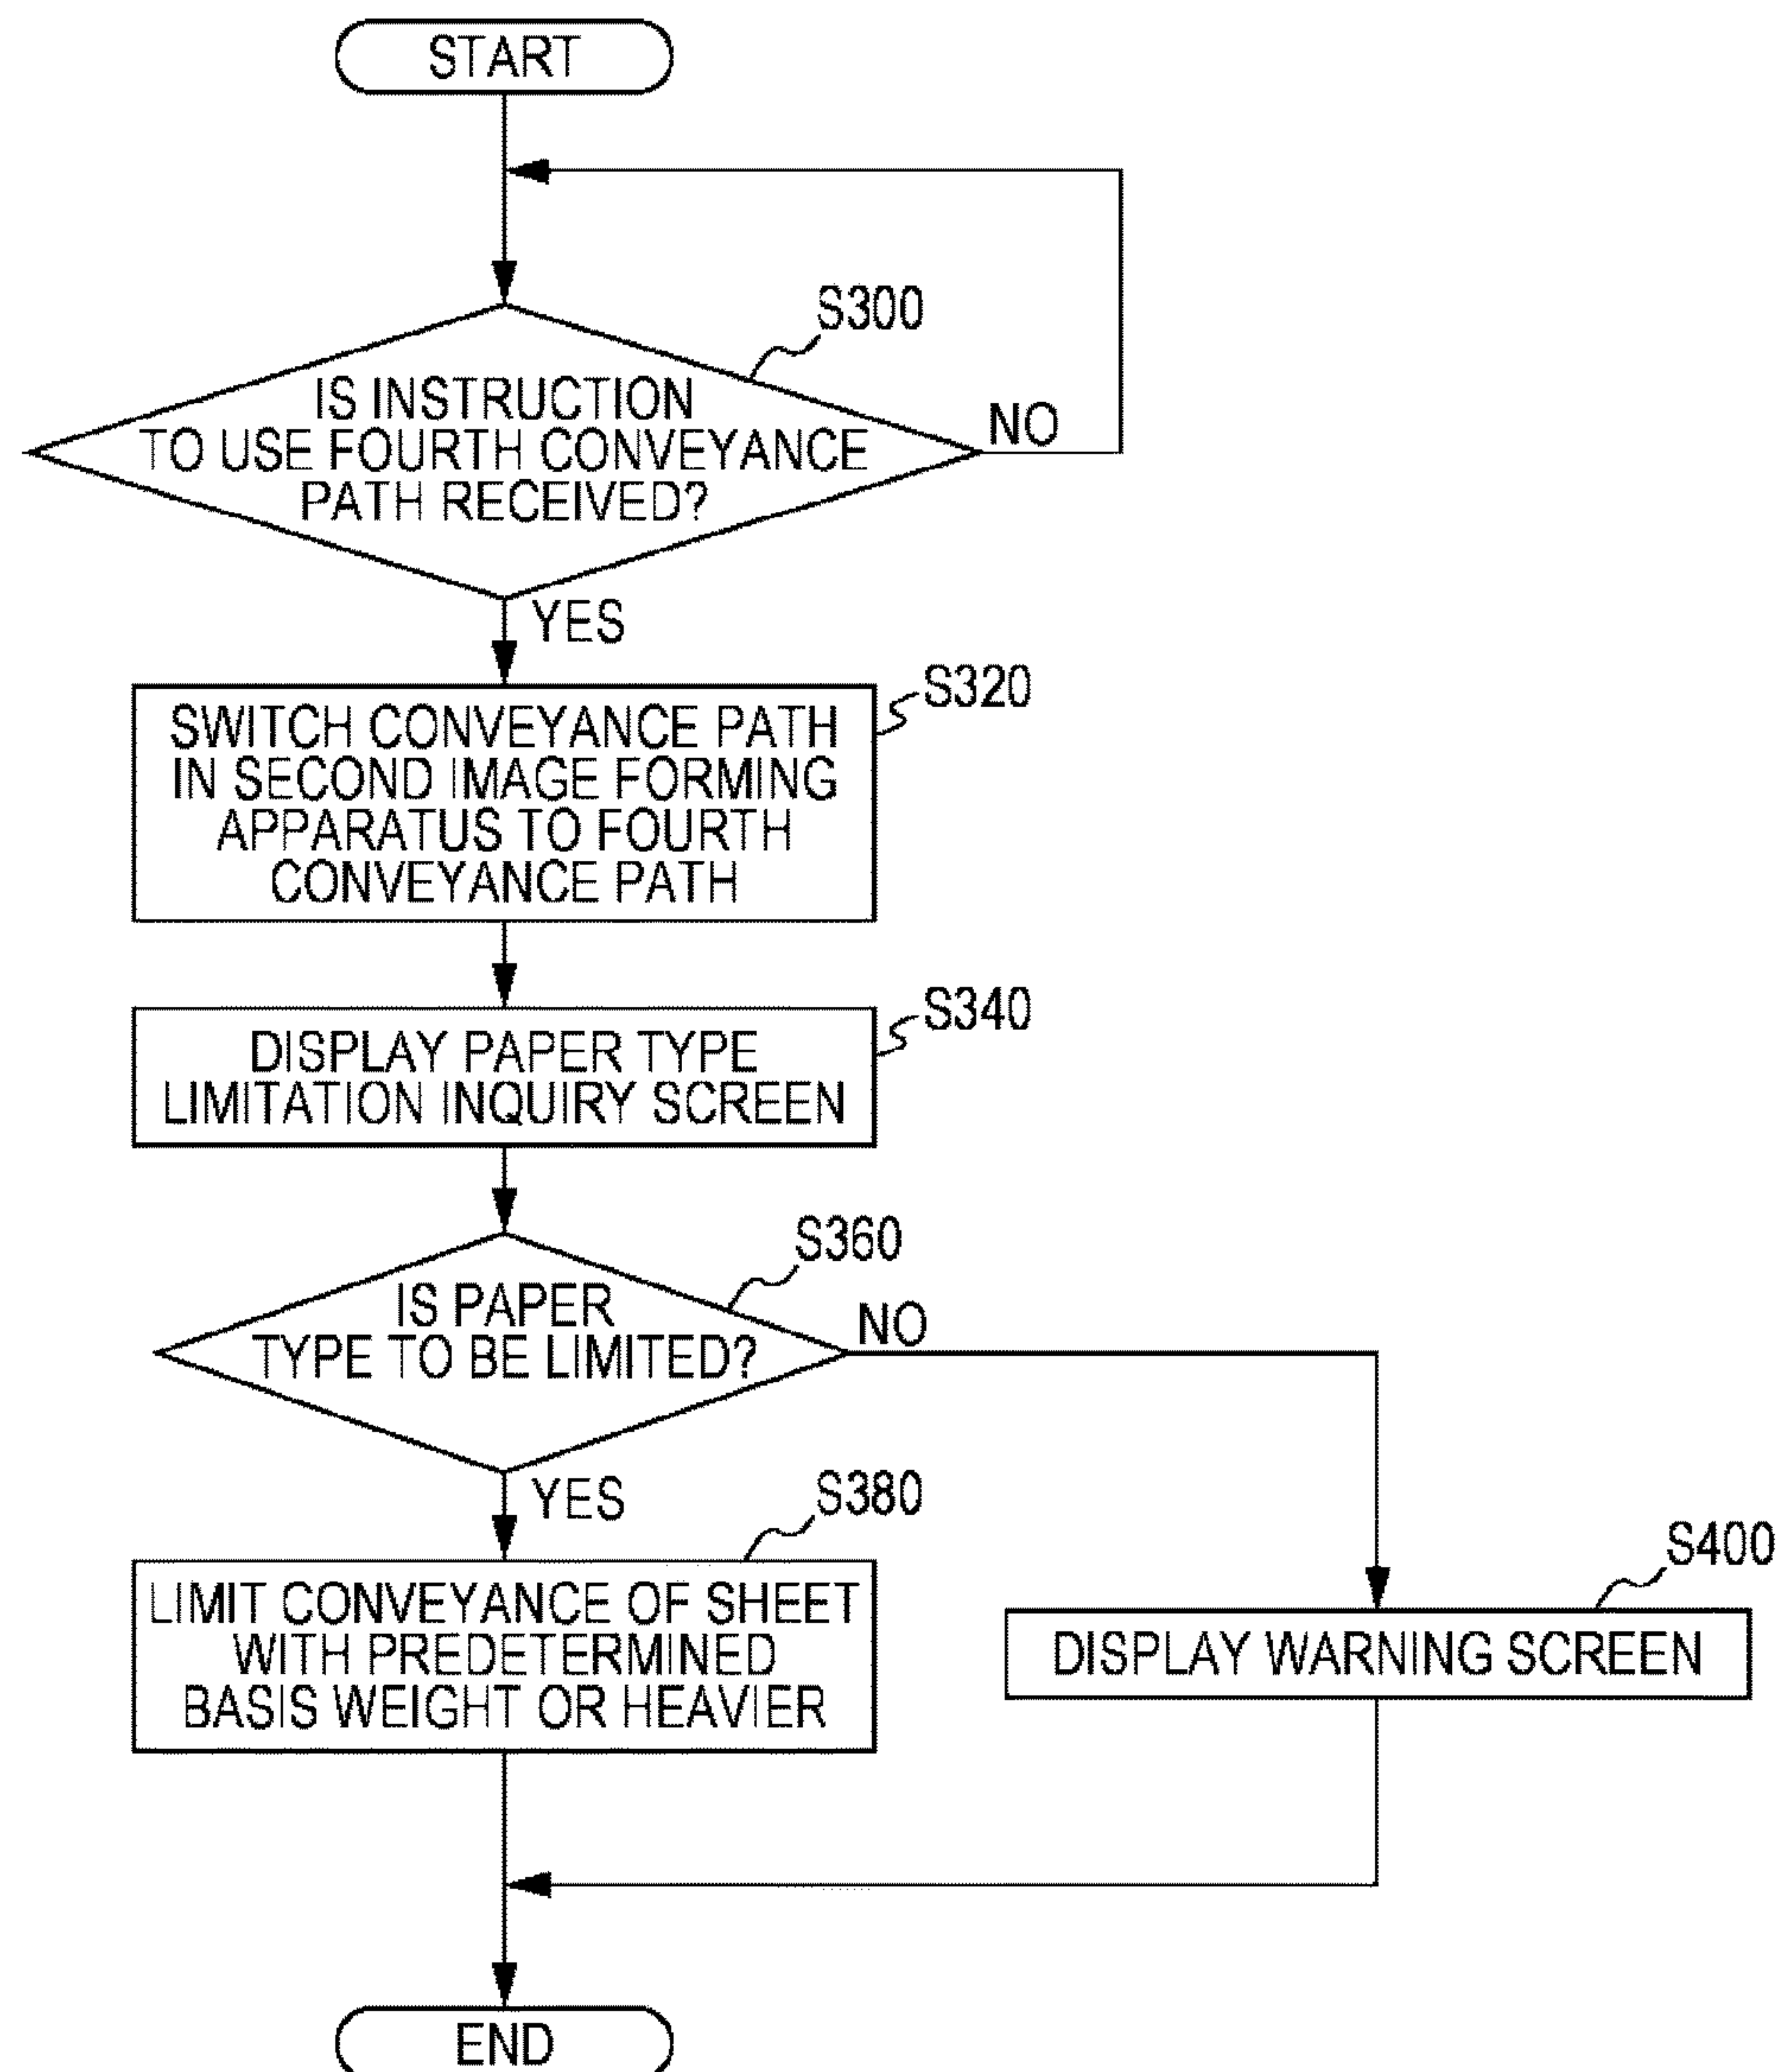 START
S300
IS INSTRUCTION
TO USE FOURTH CONVEYANCE
PATH RECEIVED?
NO
YES
S320
SWITCH CONVEYANCE PATH
IN SECOND IMAGE FORMING
APPARATUS TO FOURTH
CONVEYANCE PATH
S340
DISPLAY PAPER TYPE
LIMITATION INQUIRY SCREEN
S360
IS PAPER
TYPE TO BE LIMITED?
NO
YES
S380
LIMIT CONVEYANCE OF SHEET
WITH PREDETERMINED
BASIS WEIGHT OR HEAVIER
S400
DISPLAY WARNING SCREEN
END